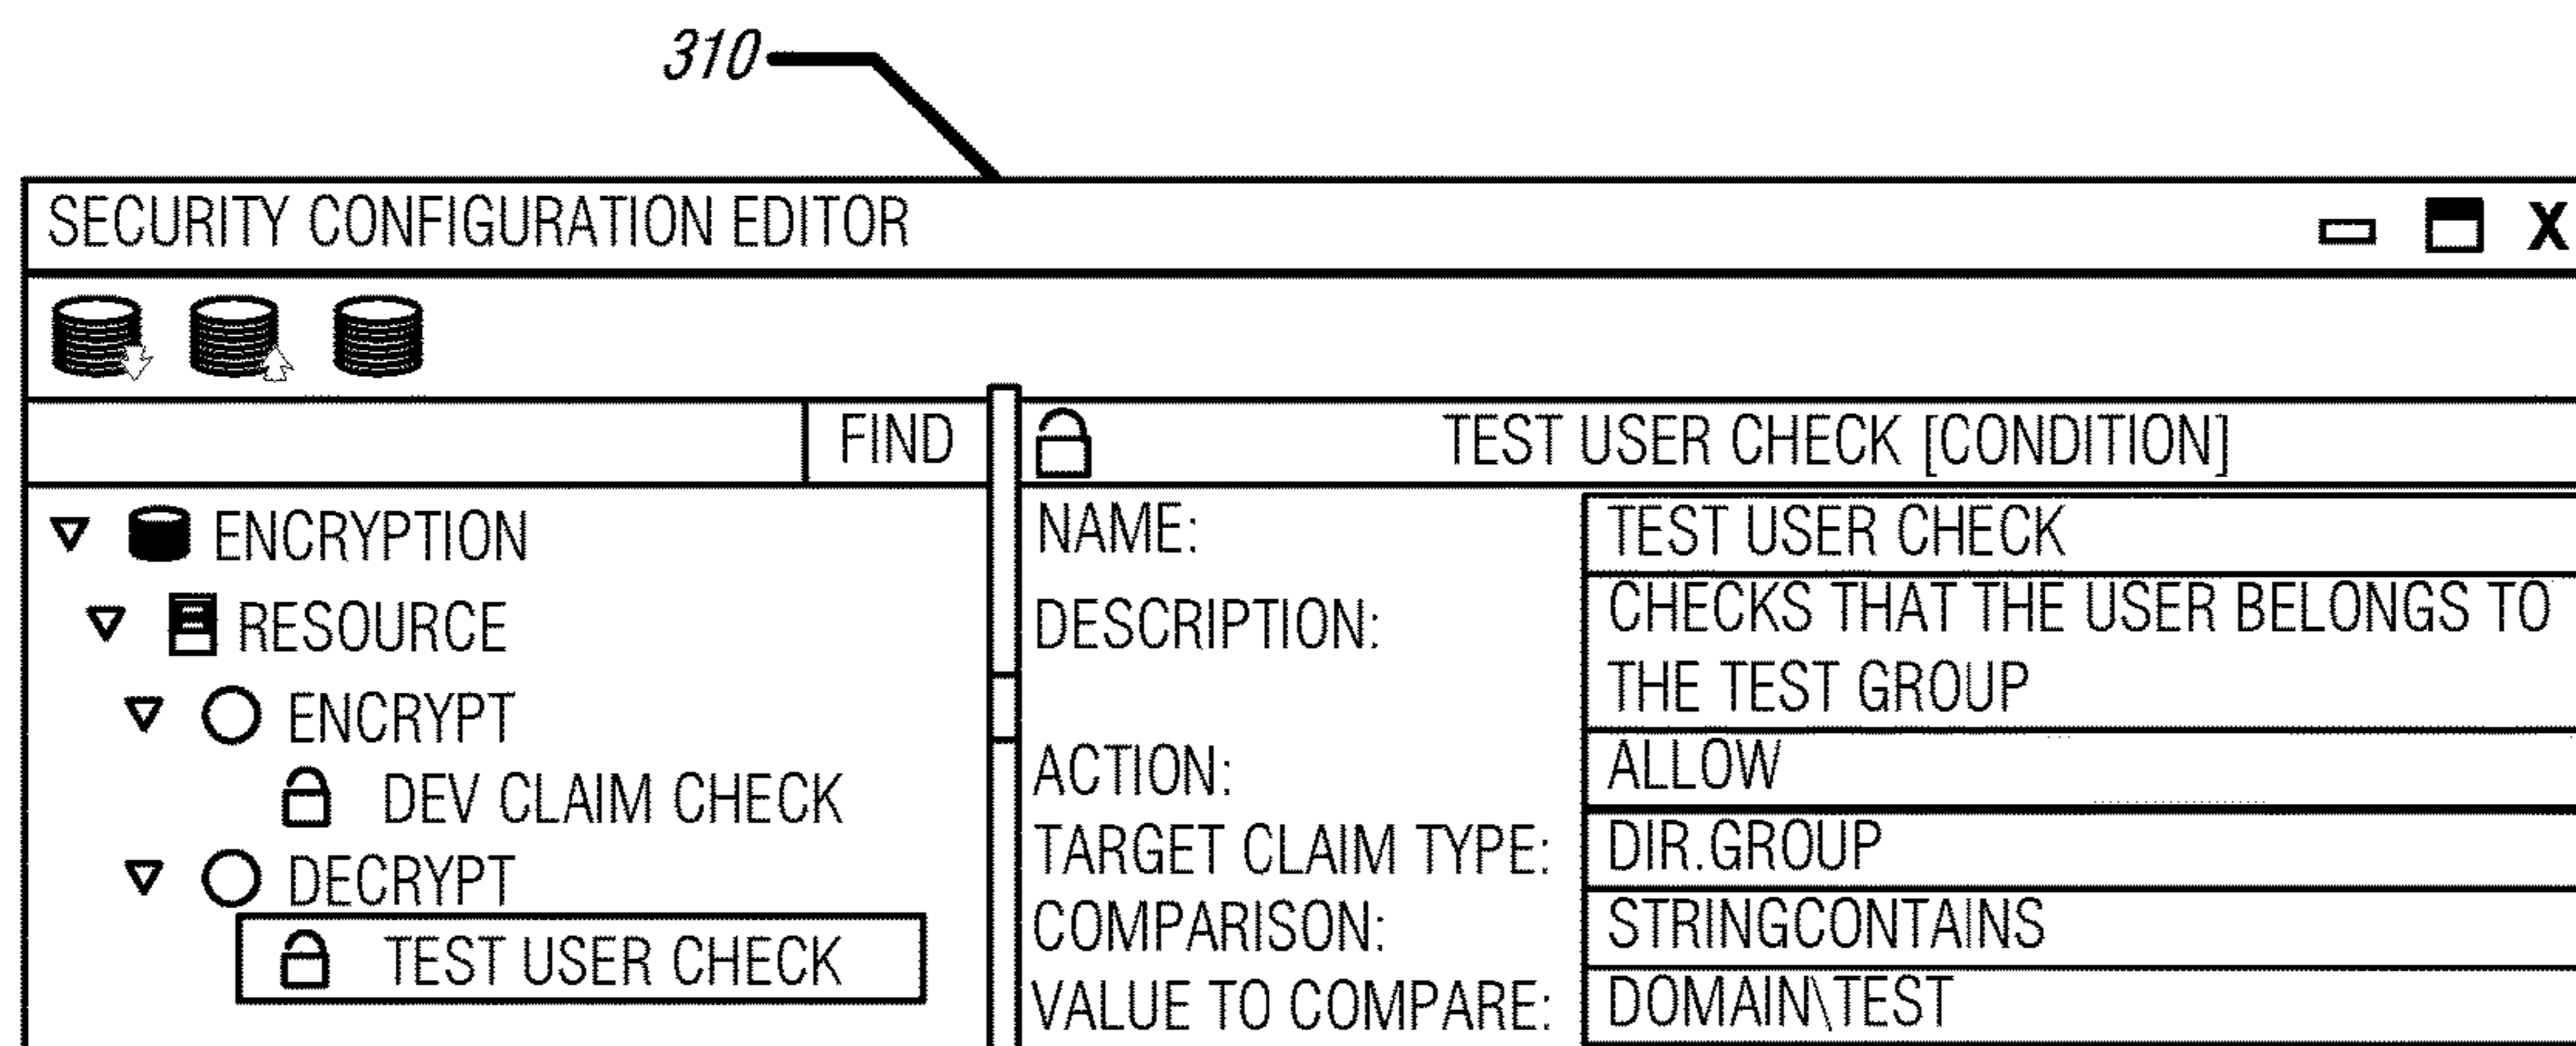 310
SECURITY CONFIGURATION EDITOR X
FIND
ENCRYPTION
RESOURCE
ENCRYPT
DEV CLAIM CHECK
DECRYPT
TEST USER CHECK
TEST USER CHECK [CONDITION]
NAME: TEST USER CHECK
DESCRIPTION: CHECKS THAT THE USER BELONGS TO
THE TEST GROUP
ACTION: ALLOW
TARGET CLAIM TYPE: DIR.GROUP
COMPARISON: STRINGCONTAINS
VALUE TO COMPARE: DOMAIN\TEST